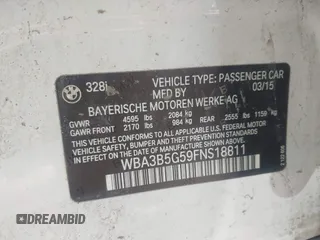 328i
VEHICLE TYPE: PASSENGER CAR
MFD BY 03/15
BAYERISCHE MOTOREN WERKE AG
GVWR 4595 lbs 2084 kg
GAWR FRONT 2170 lbs 984 kg REAR 2555 lbs 1159 kg
THIS VEHICLE CONFORMS TO ALL APPLICABLE
FEDERAL MOTOR VEHICLE SAFETY, BUMPER,
AND THEFT PREVENTION STANDARDS IN EFFECT
ON THE DATE OF MANUFACTURE SHOWN ABOVE.
WBA3B5G59FNS18811
DREAMBID